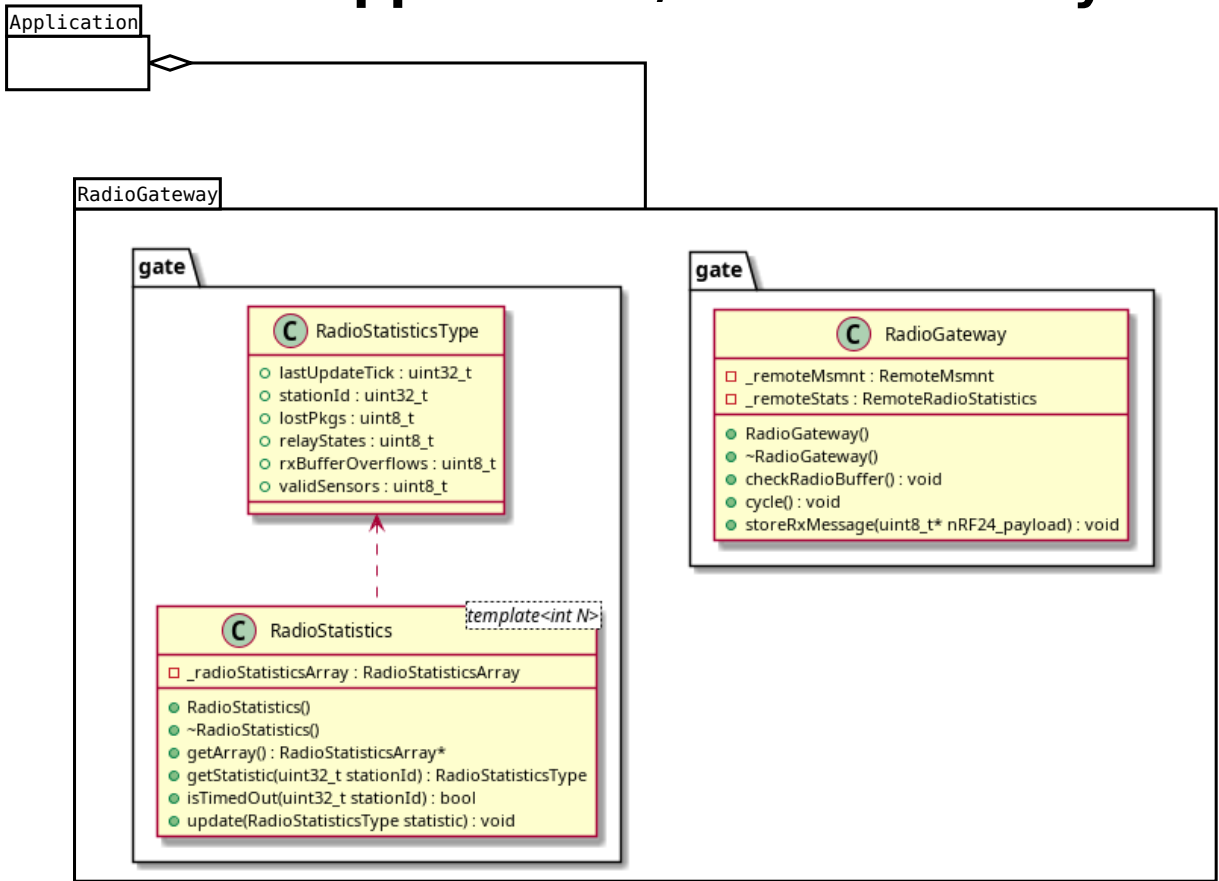 Application
RadioGateway
gate
C RadioStatisticsType
lastUpdateTick : uint32_t
stationId : uint32_t
lostPkgs : uint8_t
relayStates : uint8_t
rxBufferOverflows : uint8_t
validSensors : uint8_t
template<int N>
C RadioStatistics
_radioStatisticsArray : RadioStatisticsArray
RadioStatistics()
~RadioStatistics()
getArray() : RadioStatisticsArray*
getStatistic(uint32_t stationId) : RadioStatisticsType
isTimedOut(uint32_t stationId) : bool
update(RadioStatisticsType statistic) : void
gate
C RadioGateway
_remoteMsmnt : RemoteMsmnt
_remoteStats : RemoteRadioStatistics
RadioGateway()
~RadioGateway()
checkRadioBuffer() : void
cycle() : void
storeRxMessage(uint8_t* nRF24_payload) : void